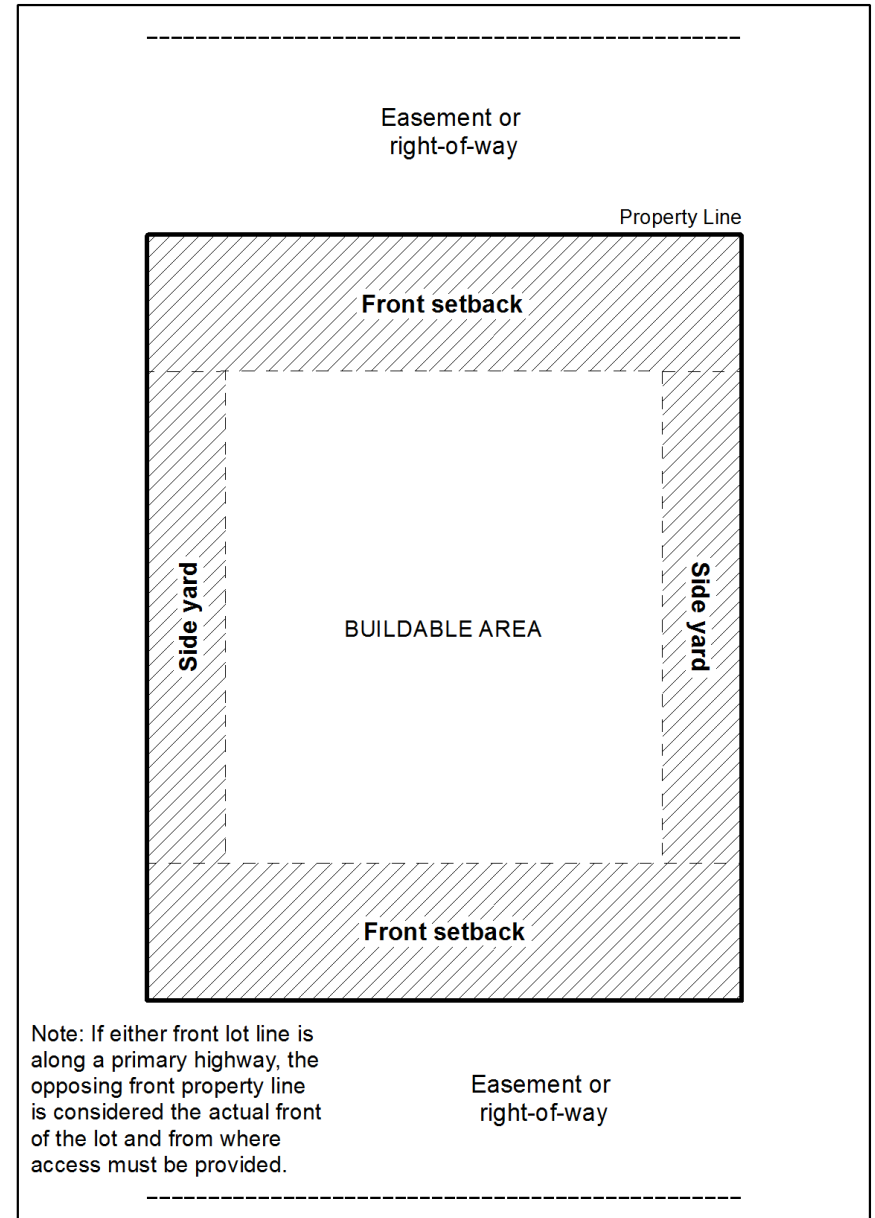 Easement or
right-of-way
Property Line
Front setback
Side yard
BUILDABLE AREA
Side yard
Front setback
Note: If either front lot line is
along a primary highway, the
opposing front property line
is considered the actual front
of the lot and from where
access must be provided.
Easement or
right-of-way